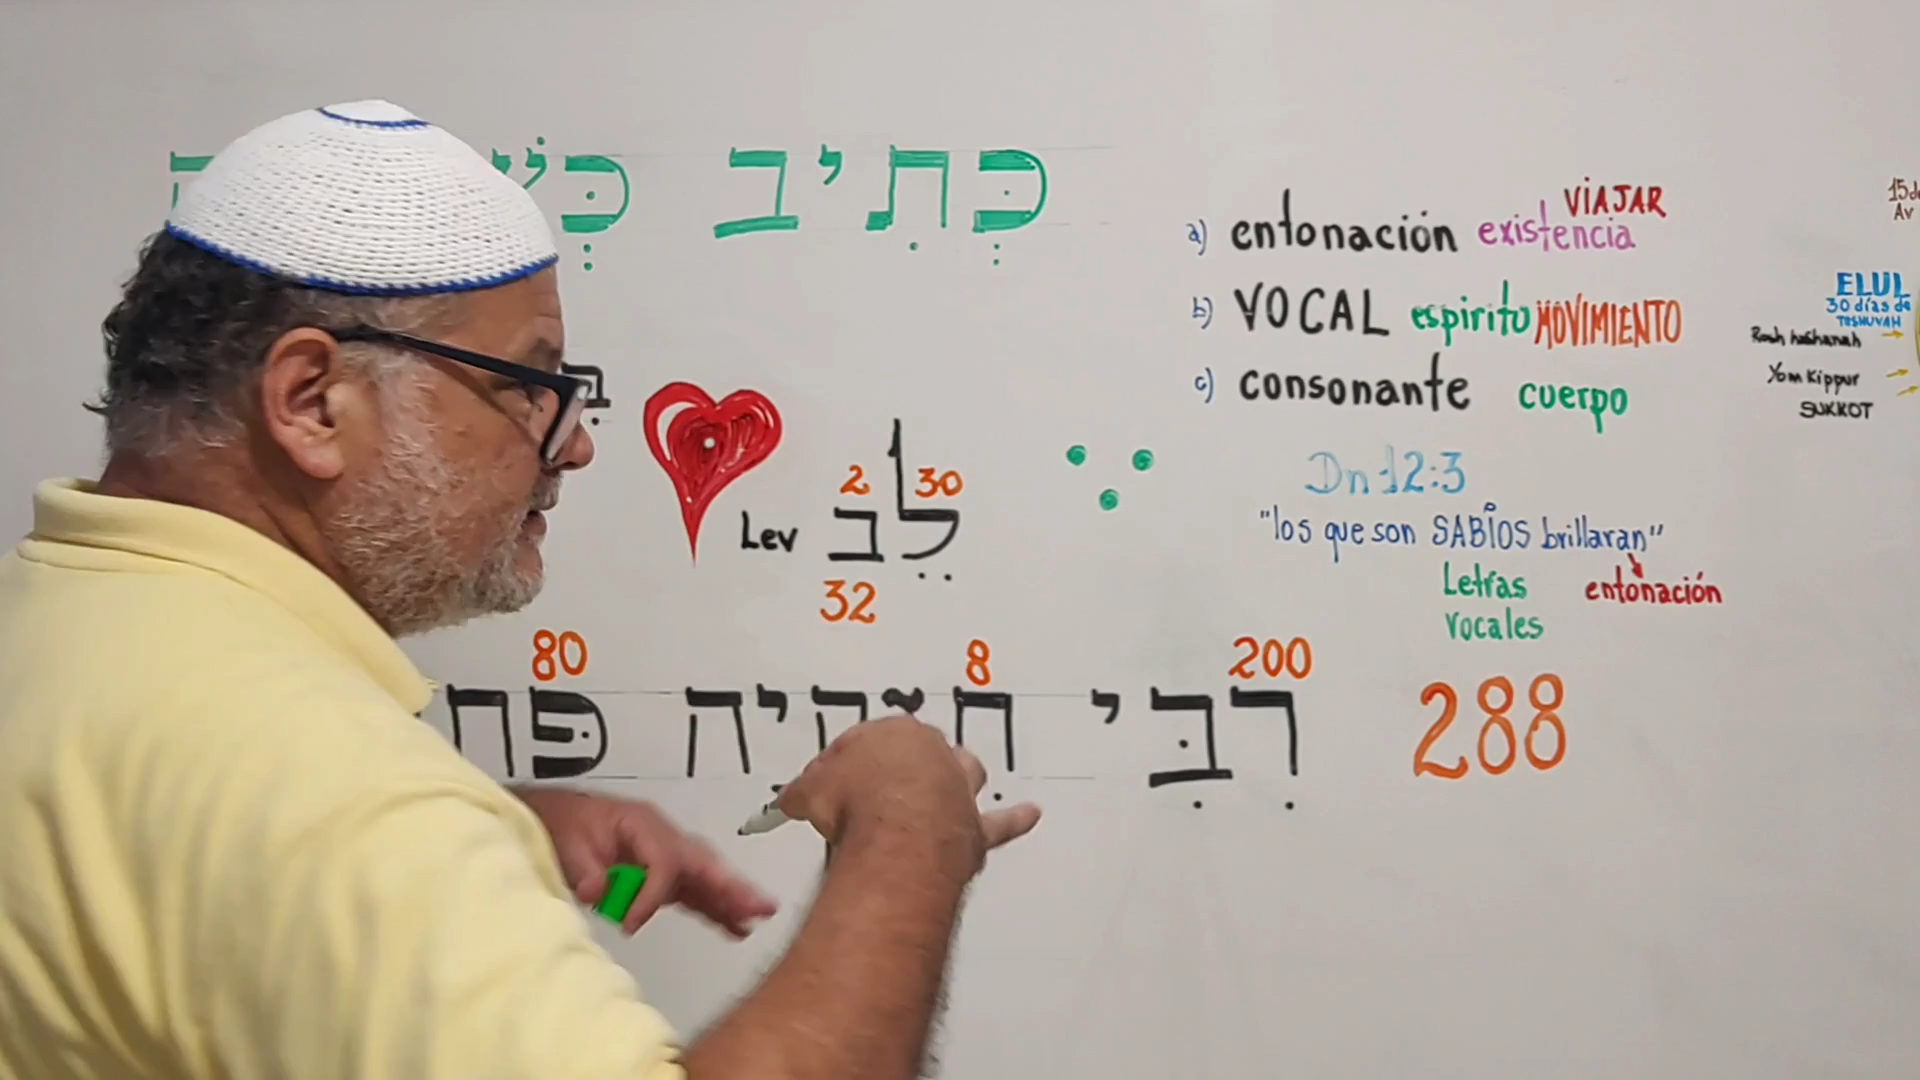 כְּתִיב
a) entonación existencia VIAJAR
b) VOCAL espirito MOVIMIENTO
c) consonante cuerpo
15 de
Av
ELUL
30 días de
TESHUVAH
Rosh hashanah
Yom Kippur
SUKKOT
2 30
Lev לֵב
32
Dn 12:3
"los que son SABIOS brillaran"
Letras entonación
vocales
80 8 200
רִבִּי
288